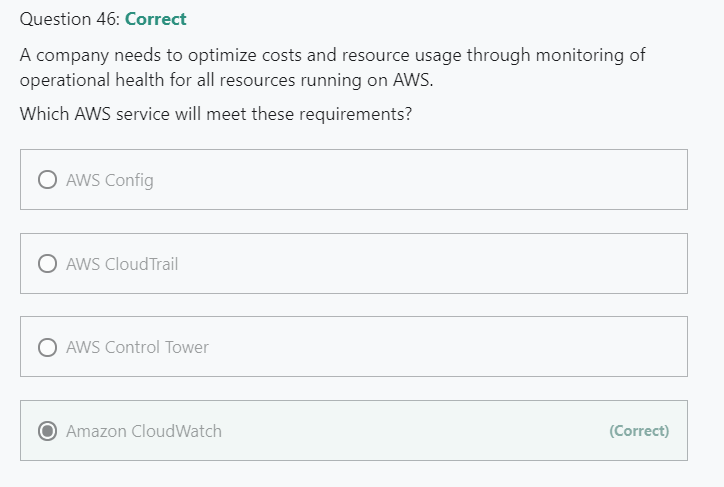 Question 46: Correct
A company needs to optimize costs and resource usage through monitoring of
operational health for all resources running on AWS.
Which AWS service will meet these requirements?
AWS Config
AWS CloudTrail
AWS Control Tower
Amazon CloudWatch (Correct)